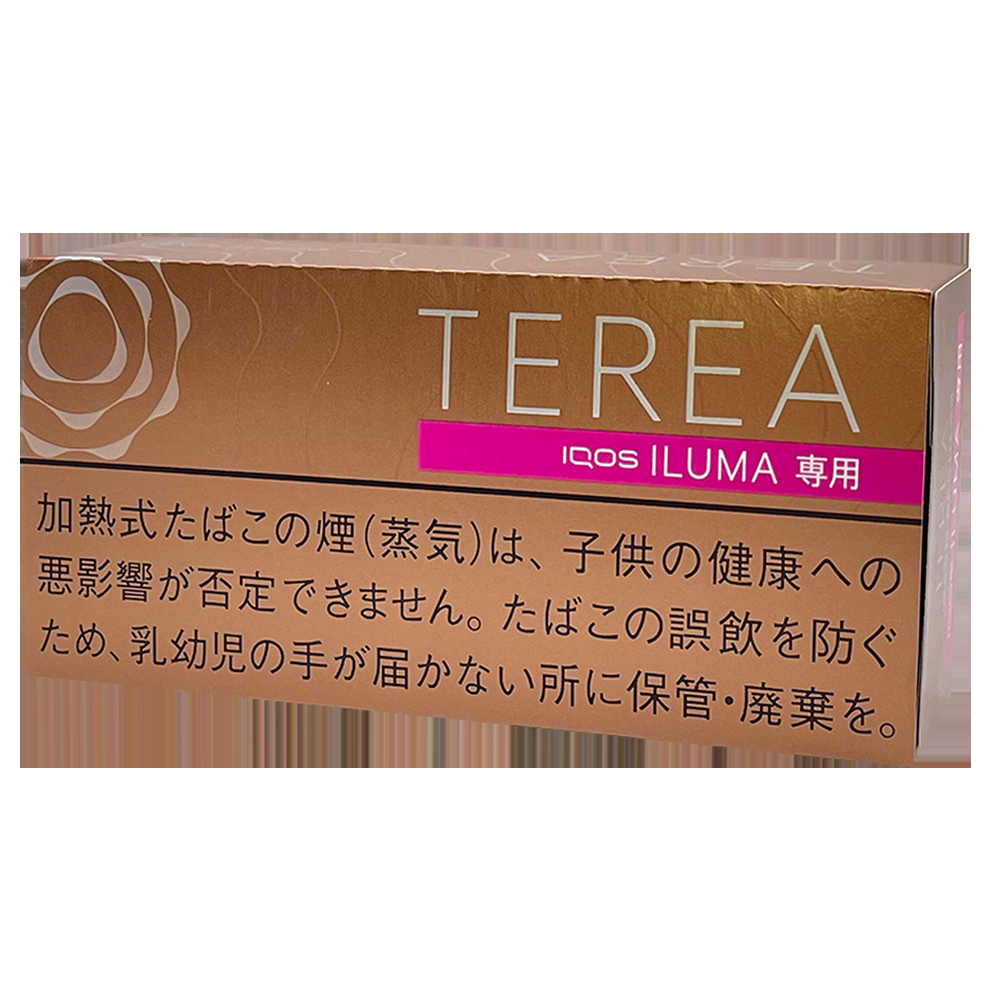 TEREA
IQOS ILUMA 専用
加熱式たばこの煙(蒸気)は、子供の健康への
悪影響が否定できません。たばこの誤飲を防ぐ
ため、乳幼児の手が届かない所に保管・廃棄を。
TEREA